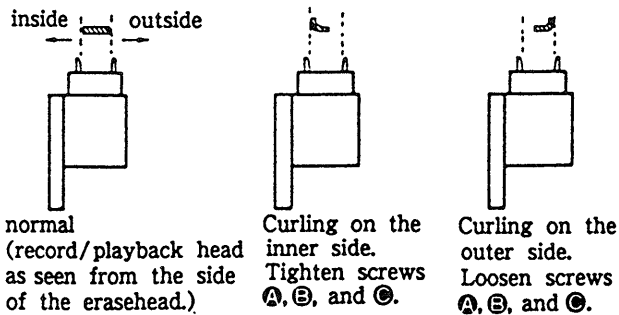 inside outside
normal
(record/playback head
as seen from the side
of the erasehead.)
Curling on the
inner side.
Tighten screws
Ⓐ, Ⓑ, and Ⓒ.
Curling on the
outer side.
Loosen screws
Ⓐ, Ⓑ, and Ⓒ.